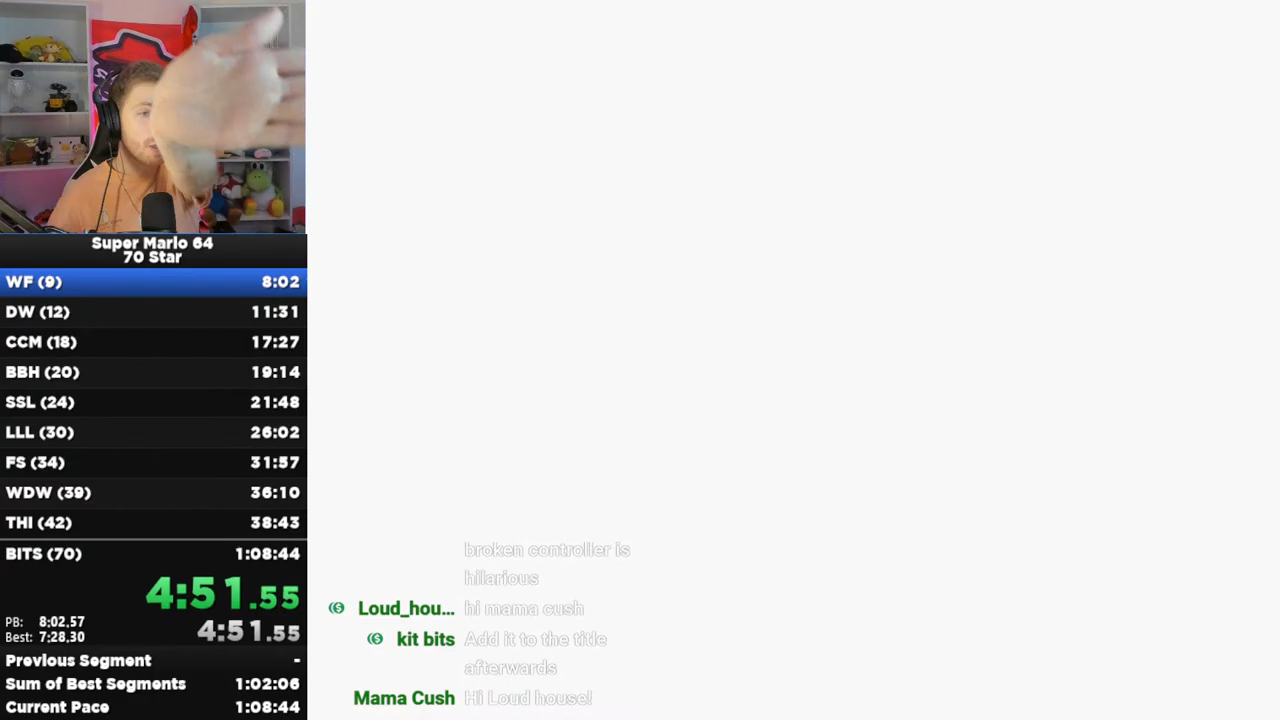 Super Mario 64
70 Star
WF (9) 8:02
DW (12) 11:31
CCM (18) 17:27
BBH (20) 19:14
SSL (24) 21:48
LLL (30) 26:02
FS (34) 31:57
WDW (39) 36:10
THI (42) 38:43
BITS (70) 1:08:44
4:51.55
PB: 8:02.57
Best: 7:28.30
4:51.55
Previous Segment -
Sum of Best Segments 1:02:06
Current Pace 1:08:44
broken controller is
hilarious
Loud_hou... hi mama cush
kit bits Add it to the title
afterwards
Mama Cush Hi Loud house!